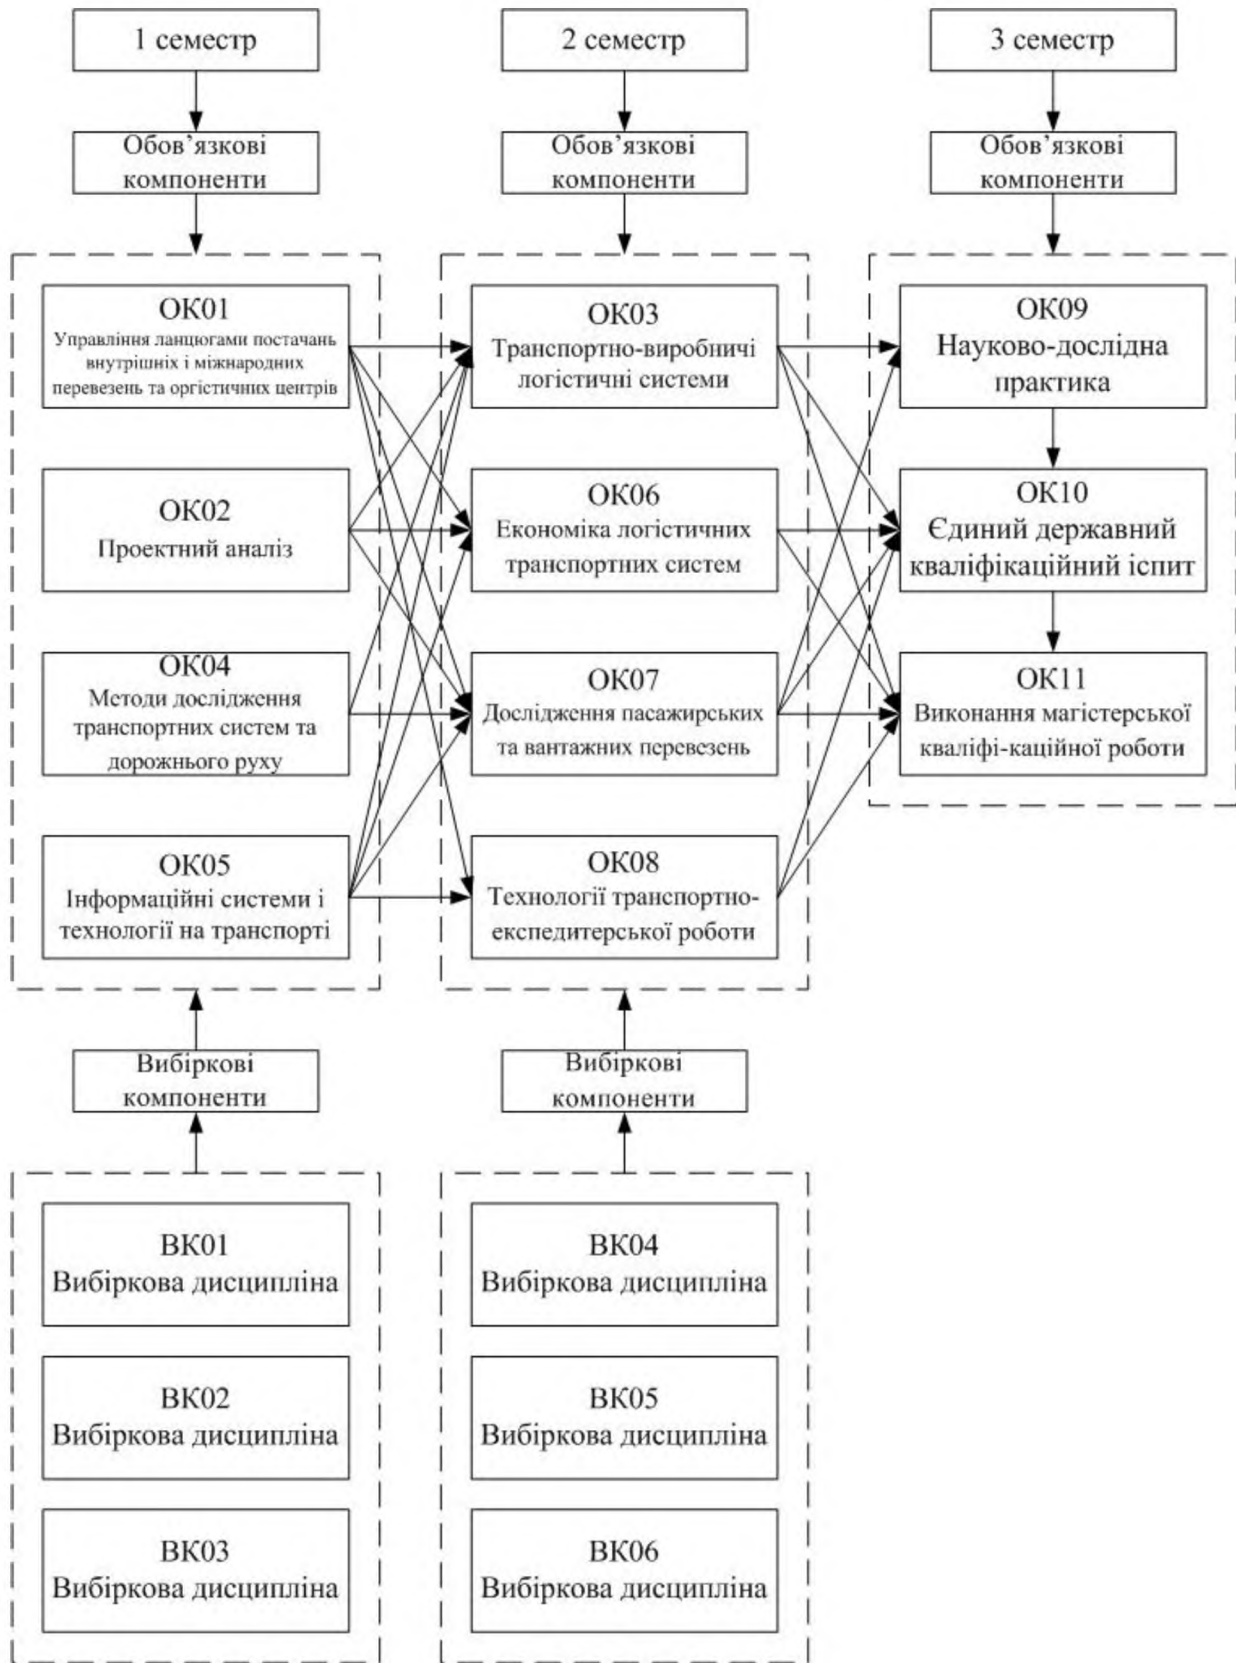 1 семестр
Обов’язкові
компоненти
ОК01
Управління ланцюгами постачань
внутрішніх і міжнародних
перевезень та оргістичних центрів
ОК02
Проектний аналіз
ОК04
Методи дослідження
транспортних систем та
дорожнього руху
ОК05
Інформаційні системи і
технології на транспорті
Вибіркові
компоненти
ВК01
Вибіркова дисципліна
ВК02
Вибіркова дисципліна
ВК03
Вибіркова дисципліна
2 семестр
Обов’язкові
компоненти
ОК03
Транспортно-виробничі
логістичні системи
ОК06
Економіка логістичних
транспортних систем
ОК07
Дослідження пасажирських
та вантажних перевезень
ОК08
Технології транспортно-
експедитерської роботи
Вибіркові
компоненти
ВК04
Вибіркова дисципліна
ВК05
Вибіркова дисципліна
ВК06
Вибіркова дисципліна
3 семестр
Обов’язкові
компоненти
ОК09
Науково-дослідна
практика
ОК10
Єдиний державний
кваліфікаційний іспит
ОК11
Виконання магістерської
кваліфі-каційної роботи